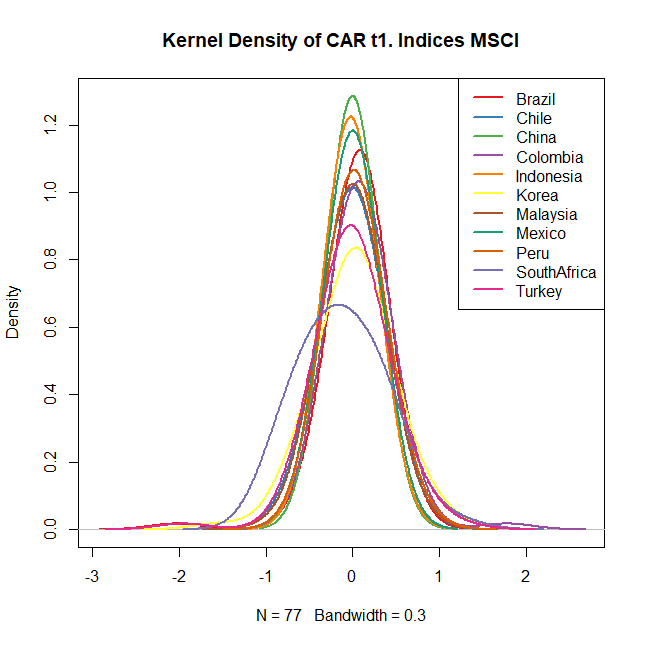 Kernel Density of CAR t1. Indices MSCI
Brazil
Chile
China
Colombia
Indonesia
Korea
Malaysia
Mexico
Peru
SouthAfrica
Turkey
Density
1.2
1.0
0.8
0.6
0.4
0.2
0.0
-3 -2 -1 0 1 2
N = 77 Bandwidth = 0.3